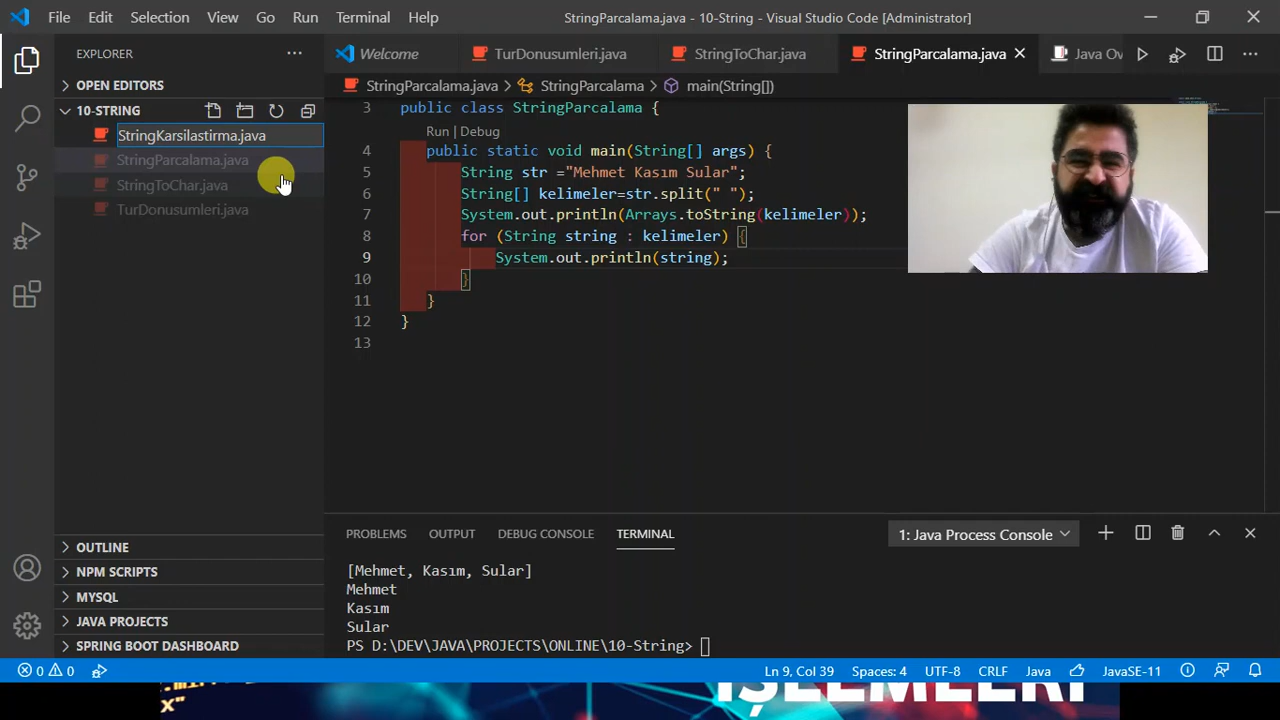 File Edit Selection View Go Run Terminal Help StringParcalama.java - 10-String - Visual Studio Code [Administrator]
EXPLORER
OPEN EDITORS
10-STRING
StringKarsilastirma.java
StringParcalama.java
StringToChar.java
TurDonusumleri.java
OUTLINE
NPM SCRIPTS
MYSQL
JAVA PROJECTS
SPRING BOOT DASHBOARD
Welcome TurDonusumleri.java StringToChar.java StringParcalama.java Java Ov
StringParcalama.java > StringParcalama > main(String[])
3 public class StringParcalama {
Run | Debug
4 public static void main(String[] args) {
5 String str ="Mehmet Kasım Sular";
6 String[] kelimeler=str.split(" ");
7 System.out.println(Arrays.toString(kelimeler));
8 for (String string : kelimeler) {
9 System.out.println(string);
10 }
11 }
12 }
13
PROBLEMS OUTPUT DEBUG CONSOLE TERMINAL 1: Java Process Console
[Mehmet, Kasım, Sular]
Mehmet
Kasım
Sular
PS D:\DEV\JAVA\PROJECTS\ONLINE\10-String>
0 0 Ln 9, Col 39 Spaces: 4 UTF-8 CRLF Java JavaSE-11
İŞLEMLERİ